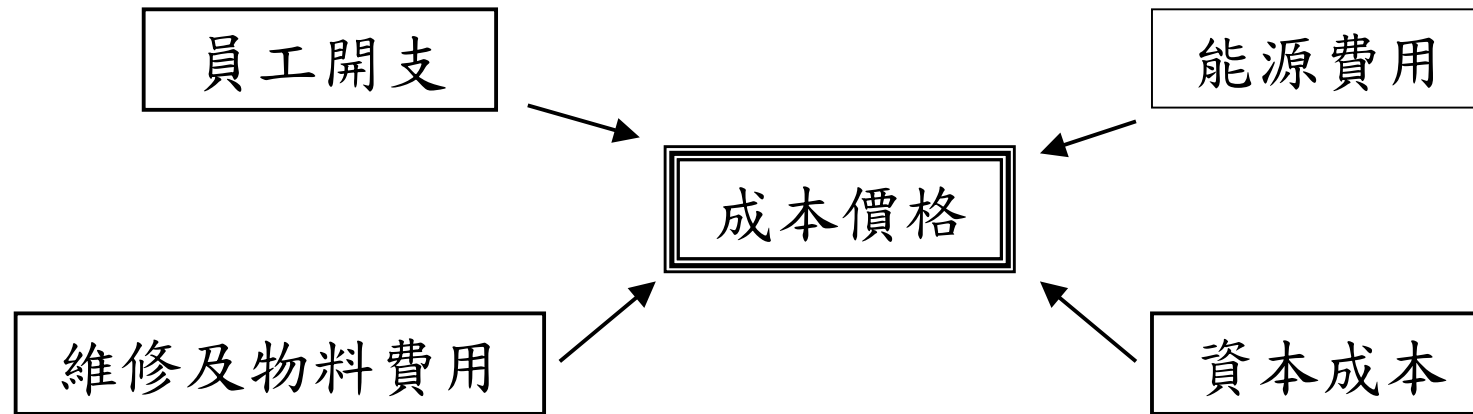 員工開支
能源費用
成本價格
維修及物料費用
資本成本